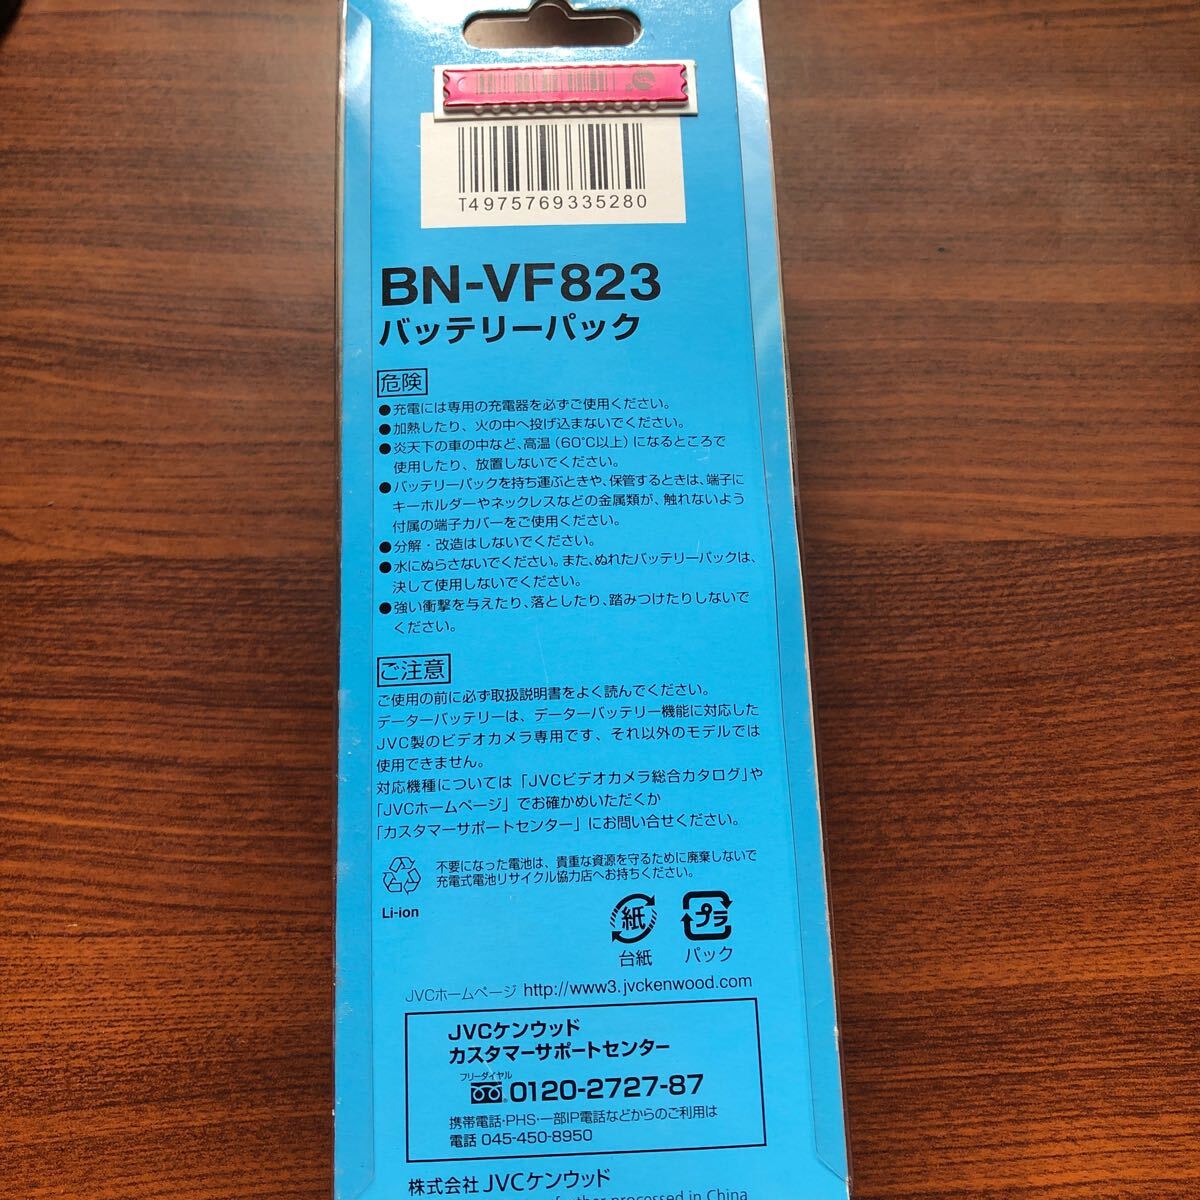 T4975769335280
BN-VF823
バッテリーパック
危険
●充電には専用の充電器を必ずご使用ください。
●加熱したり、火の中へ投げ込まないでください。
●炎天下の車の中など、高温（60℃以上）になるところで
使用したり、放置しないでください。
●バッテリーパックを持ち運ぶときや、保管するときは、端子に
キーホルダーやネックレスなどの金属類が、触れないよう
付属の端子カバーをご使用ください。
●分解・改造はしないでください。
●水にぬらさないでください。また、ぬれたバッテリーパックは、
決して使用しないでください。
●強い衝撃を与えたり、落としたり、踏みつけたりしないで
ください。
ご注意
ご使用の前に必ず取扱説明書をよく読んでください。
データーバッテリーは、データーバッテリー機能に対応した
JVC製のビデオカメラ専用です、それ以外のモデルでは
使用できません。
対応機種については「JVCビデオカメラ総合カタログ」や
「JVCホームページ」でお確かめいただくか
「カスタマーサポートセンター」にお問い合せください。
不要になった電池は、貴重な資源を守るために廃棄しないで
充電式電池リサイクル協力店へお持ちください。
Li-ion
紙 プラ
台紙 パック
JVCホームページ http://www3.jvckenwood.com
JVCケンウッド
カスタマーサポートセンター
フリーダイヤル
0120-2727-87
携帯電話・PHS・一部IP電話などからのご利用は
電話 045-450-8950
株式会社 JVCケンウッド
further processed in China